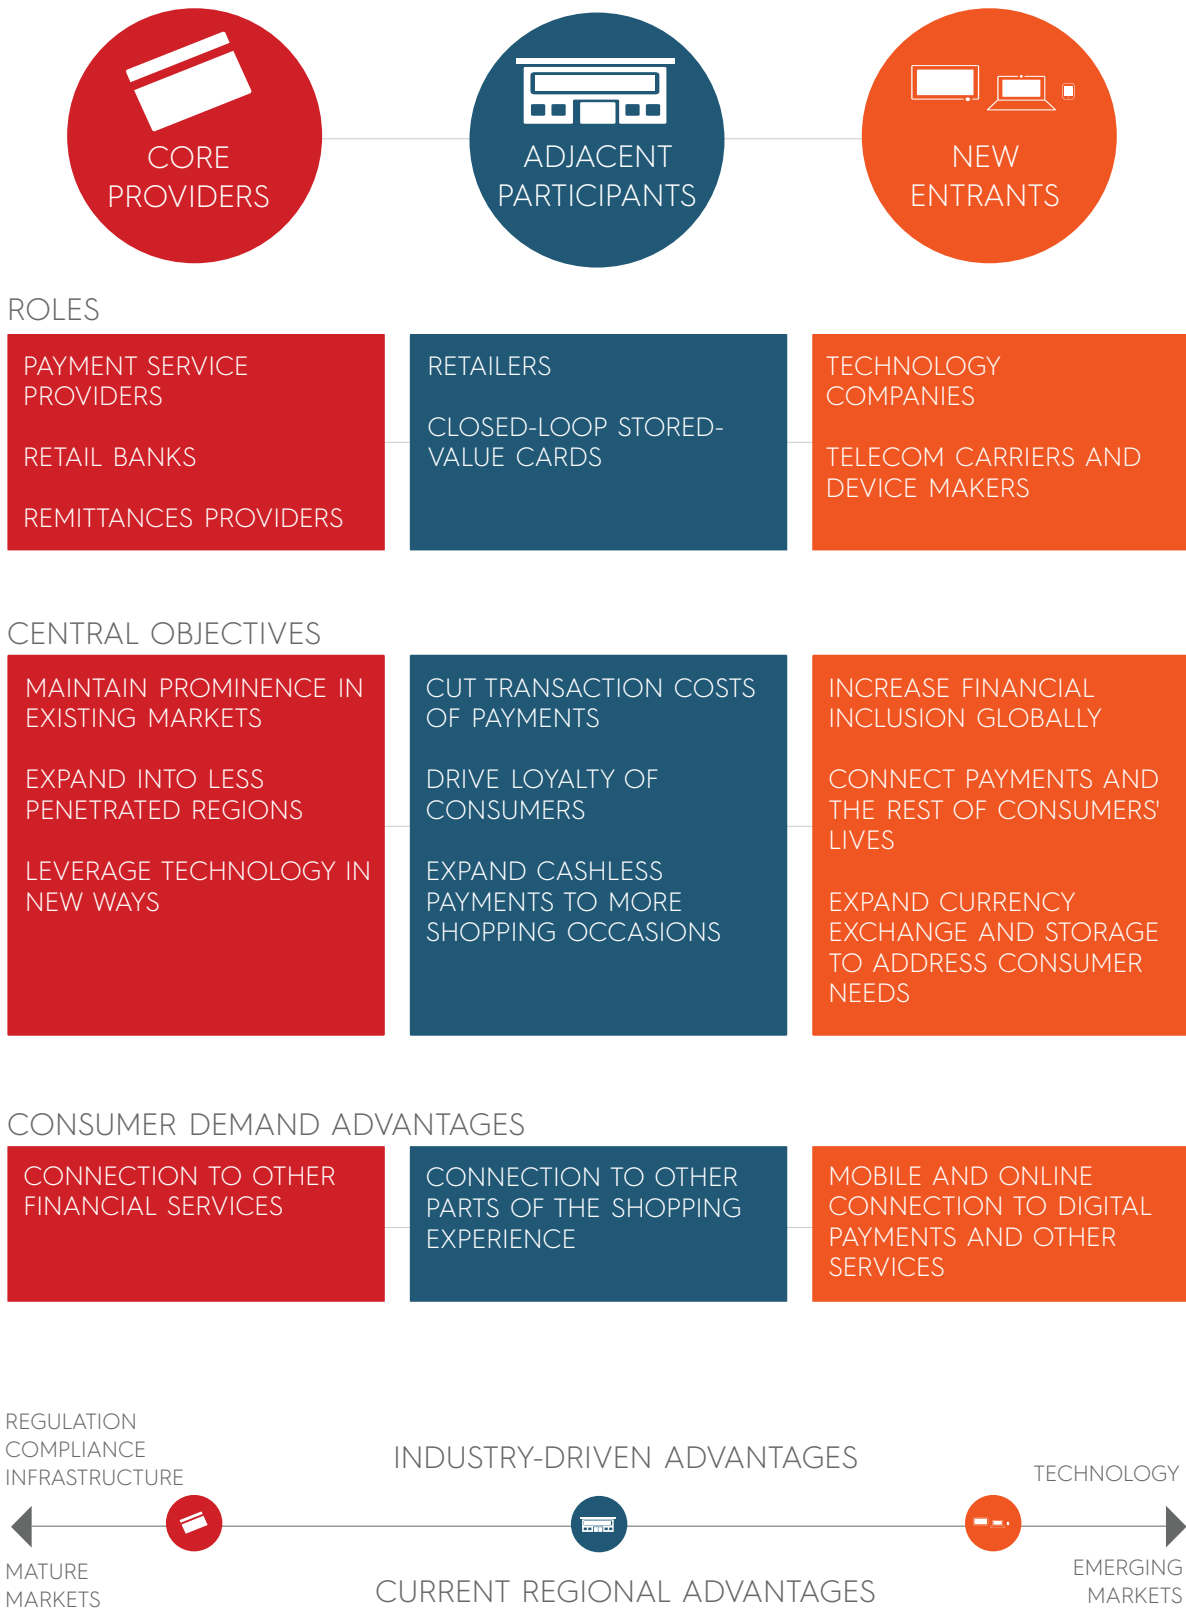 CORE
PROVIDERS
ADJACENT
PARTICIPANTS
NEW
ENTRANTS
ROLES
PAYMENT SERVICE
PROVIDERS
RETAIL BANKS
REMITTANCES PROVIDERS
RETAILERS
CLOSED-LOOP STORED-
VALUE CARDS
TECHNOLOGY
COMPANIES
TELECOM CARRIERS AND
DEVICE MAKERS
CENTRAL OBJECTIVES
MAINTAIN PROMINENCE IN
EXISTING MARKETS
EXPAND INTO LESS
PENETRATED REGIONS
LEVERAGE TECHNOLOGY IN
NEW WAYS
CUT TRANSACTION COSTS
OF PAYMENTS
DRIVE LOYALTY OF
CONSUMERS
EXPAND CASHLESS
PAYMENTS TO MORE
SHOPPING OCCASIONS
INCREASE FINANCIAL
INCLUSION GLOBALLY
CONNECT PAYMENTS AND
THE REST OF CONSUMERS'
LIVES
EXPAND CURRENCY
EXCHANGE AND STORAGE
TO ADDRESS CONSUMER
NEEDS
CONSUMER DEMAND ADVANTAGES
CONNECTION TO OTHER
FINANCIAL SERVICES
CONNECTION TO OTHER
PARTS OF THE SHOPPING
EXPERIENCE
MOBILE AND ONLINE
CONNECTION TO DIGITAL
PAYMENTS AND OTHER
SERVICES
REGULATION
COMPLIANCE
INFRASTRUCTURE
INDUSTRY-DRIVEN ADVANTAGES
TECHNOLOGY
MATURE
MARKETS
CURRENT REGIONAL ADVANTAGES
EMERGING
MARKETS